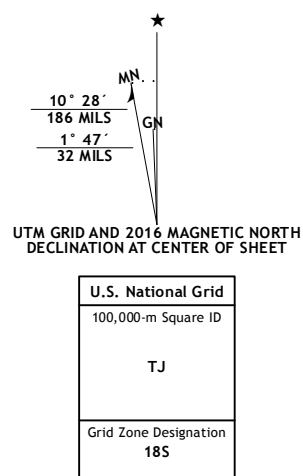 ★
MN
10° 28´
186 MILS
GN
1° 47´
32 MILS
UTM GRID AND 2016 MAGNETIC NORTH
DECLINATION AT CENTER OF SHEET
U.S. National Grid
100,000-m Square ID
TJ
Grid Zone Designation
18S